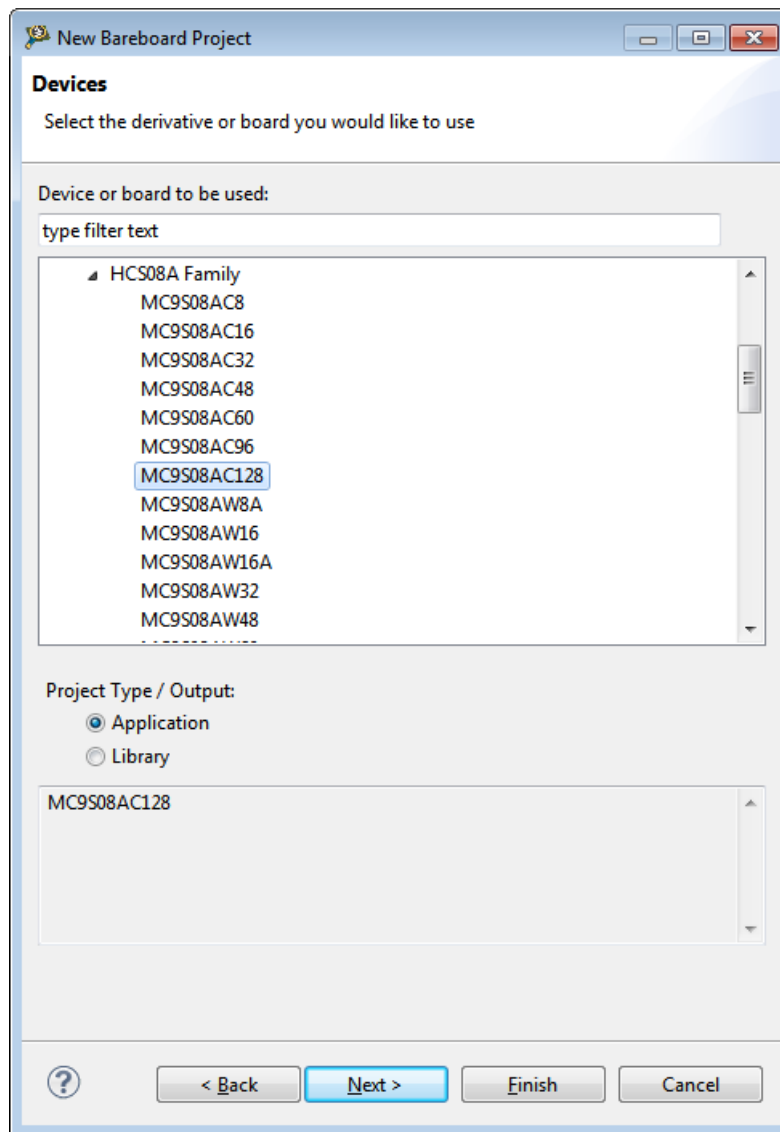 New Bareboard Project
Devices
Select the derivative or board you would like to use
Device or board to be used:
type filter text
HCS08A Family
MC9S08AC8
MC9S08AC16
MC9S08AC32
MC9S08AC48
MC9S08AC60
MC9S08AC96
MC9S08AC128
MC9S08AW8A
MC9S08AW16
MC9S08AW16A
MC9S08AW32
MC9S08AW48
Project Type / Output:
Application
Library
MC9S08AC128
? < Back Next > Finish Cancel